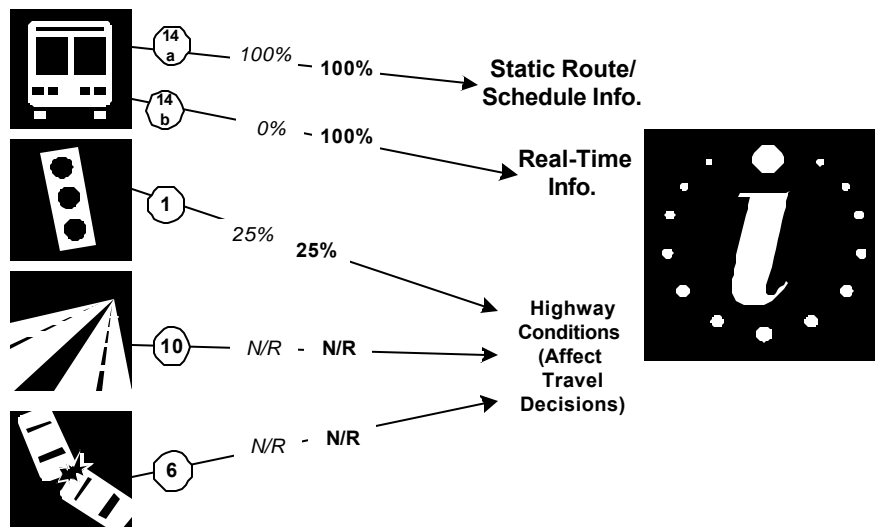 14
a
100%
100%
Static Route/
Schedule Info.
14
b
0%
100%
Real-Time
Info.
i
1
25%
25%
Highway
Conditions
(Affect
Travel
Decisions)
10
N/R - N/R
6
N/R - N/R